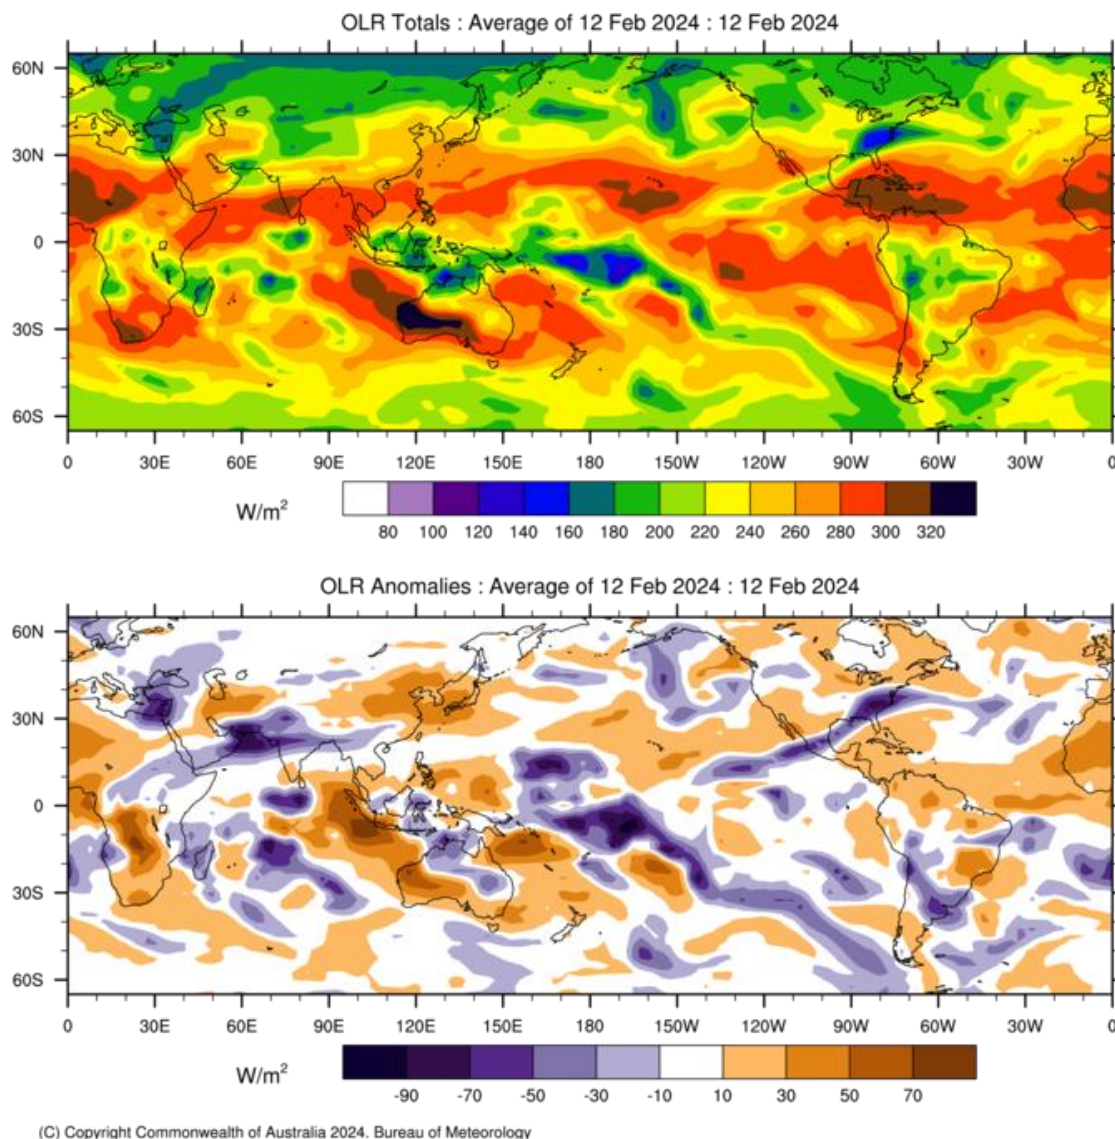 OLR Totals : Average of 12 Feb 2024 : 12 Feb 2024
60N
30N
0
30S
60S
0 30E 60E 90E 120E 150E 180 150W 120W 90W 60W 30W 0
W/m²
80 100 120 140 160 180 200 220 240 260 280 300 320
OLR Anomalies : Average of 12 Feb 2024 : 12 Feb 2024
60N
30N
0
30S
60S
0 30E 60E 90E 120E 150E 180 150W 120W 90W 60W 30W 0
W/m²
-90 -70 -50 -30 -10 10 30 50 70
(C) Copyright Commonwealth of Australia 2024. Bureau of Meteorology